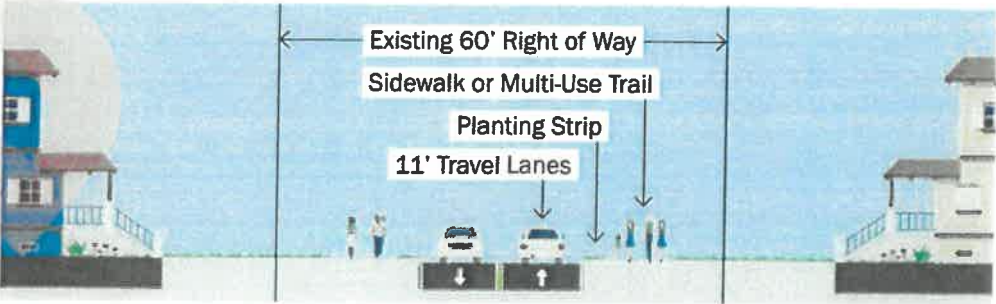 Existing 60' Right of Way
Sidewalk or Multi-Use Trail
Planting Strip
11' Travel Lanes